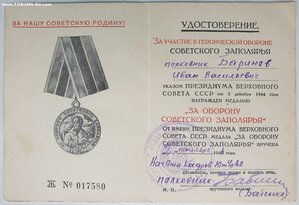 www.FORUMS-SU.com
ЗА НАШУ СОВЕТСКУЮ РОДИНУ!
Ж №017580
УДОСТОВЕРЕНИЕ.
ЗА УЧАСТИЕ В ГЕРОИЧЕСКОЙ ОБОРОНЕ
СОВЕТСКОГО ЗАПОЛЯРЬЯ
полковник Баринов
Иван Васильевич
УКАЗОМ ПРЕЗИДИУМА ВЕРХОВНОГО
СОВЕТА СССР от 5 декабря 1944 года
НАГРАЖДЕН МЕДАЛЬЮ
„ЗА ОБОРОНУ
СОВЕТСКОГО ЗАПОЛЯРЬЯ“
ОТ ИМЕНИ ПРЕЗИДИУМА ВЕРХОВНОГО
СОВЕТА СССР МЕДАЛЬ „ЗА ОБОРОНУ
СОВЕТСКОГО ЗАПОЛЯРЬЯ“ ВРУЧЕНА
полковник
М. П.